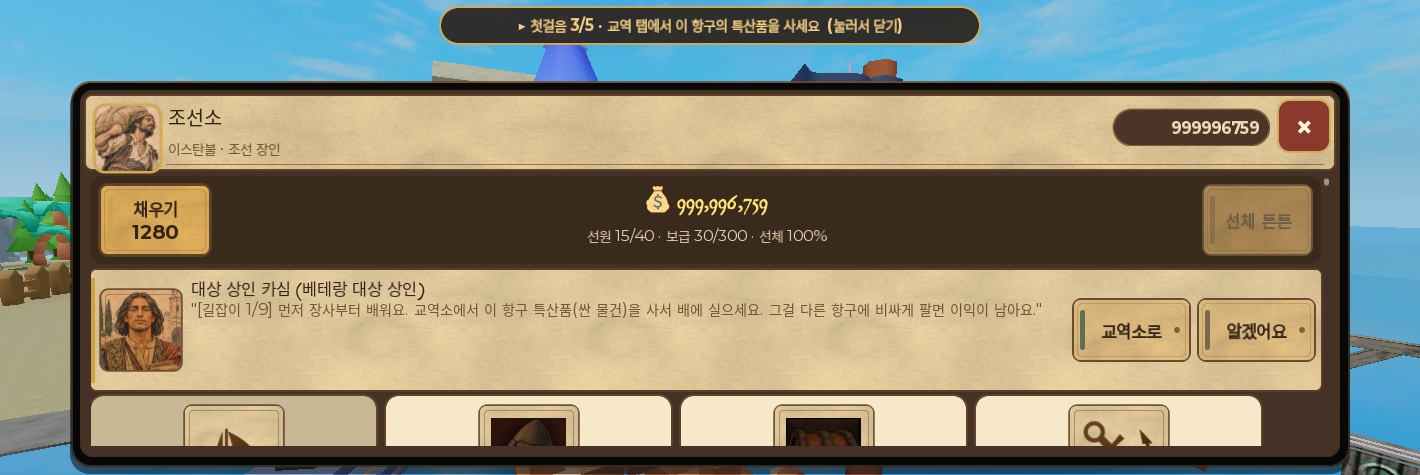 ▸ 첫걸음 3/5 · 교역 탭에서 이 항구의 특산품을 사세요 (눌러서 닫기)
조선소
이스탄불 · 조선 장인
999996759
×
채우기
1280
$ 999,996,759
선원 15/40 · 보급 30/300 · 선체 100%
선체 튼튼
대상 상인 카심 (베테랑 대상 상인)
"[길잡이 1/9] 먼저 장사부터 배워요. 교역소에서 이 항구 특산품(싼 물건)을 사서 배에 실으세요. 그걸 다른 항구에 비싸게 팔면 이익이 남아요."
교역소로
알겠어요